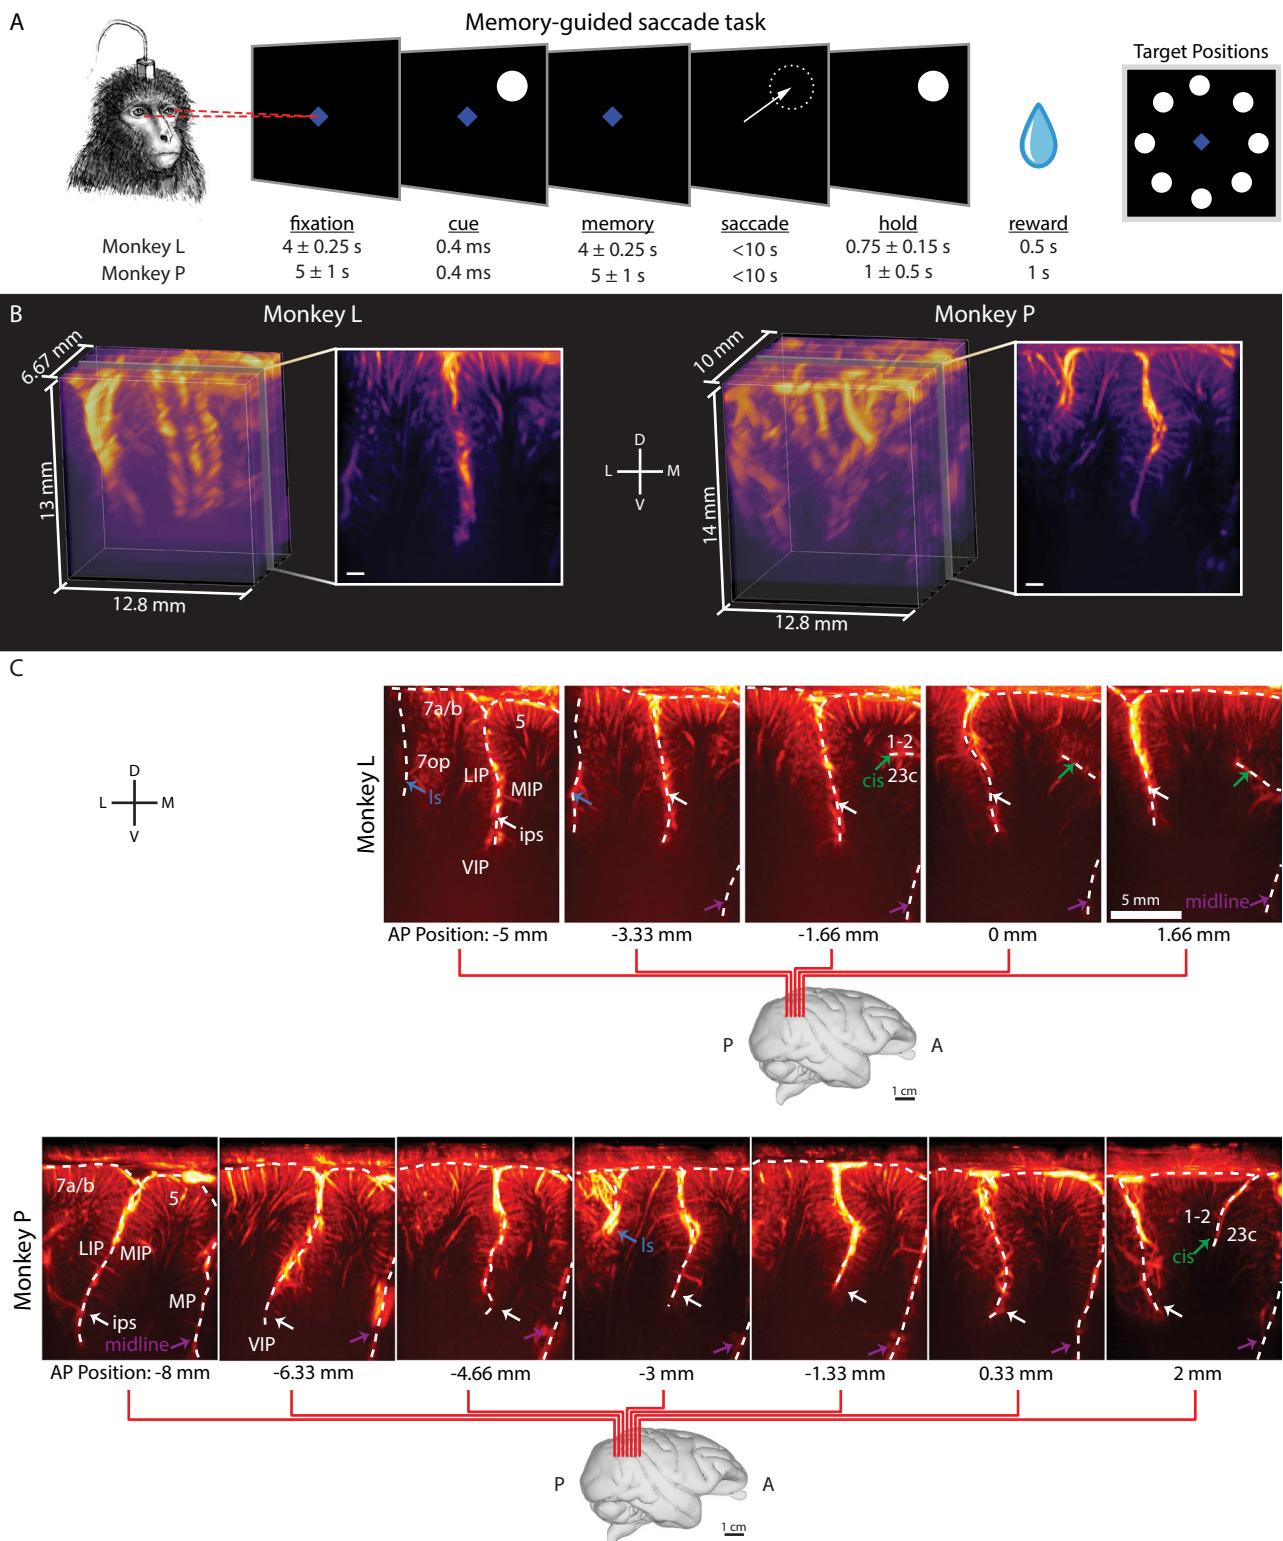 A
Memory-guided saccade task
Target Positions
fixation cue memory saccade hold reward
Monkey L 4 ± 0.25 s 0.4 ms 4 ± 0.25 s <10 s 0.75 ± 0.15 s 0.5 s
Monkey P 5 ± 1 s 0.4 ms 5 ± 1 s <10 s 1 ± 0.5 s 1 s
B
Monkey L
Monkey P
6.67 mm
13 mm
12.8 mm
D
L M
V
10 mm
14 mm
12.8 mm
C
D
L M
V
Monkey L
7a/b
5
7op
LIP
MIP
ls
ips
VIP
1-2
cis
23c
5 mm
midline
AP Position: -5 mm -3.33 mm -1.66 mm 0 mm 1.66 mm
P A
1 cm
Monkey P
7a/b
5
LIP
MIP
MP
ips
midline
VIP
ls
1-2
23c
cis
AP Position: -8 mm -6.33 mm -4.66 mm -3 mm -1.33 mm 0.33 mm 2 mm
P A
1 cm